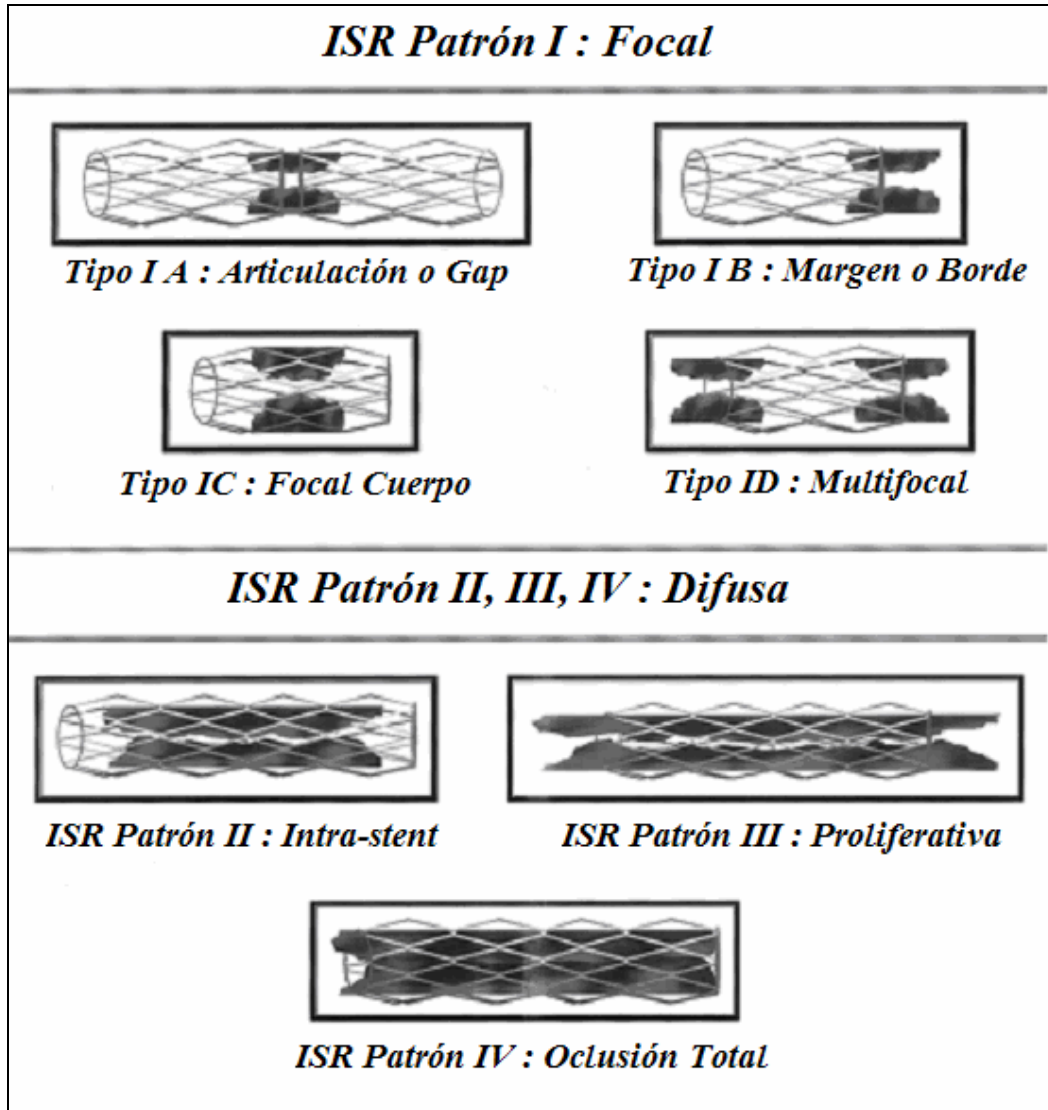 ISR Patrón I : Focal
Tipo I A : Articulación o Gap
Tipo I B : Margen o Borde
Tipo IC : Focal Cuerpo
Tipo ID : Multifocal
ISR Patrón II, III, IV : Difusa
ISR Patrón II : Intra-stent
ISR Patrón III : Proliferativa
ISR Patrón IV : Oclusión Total